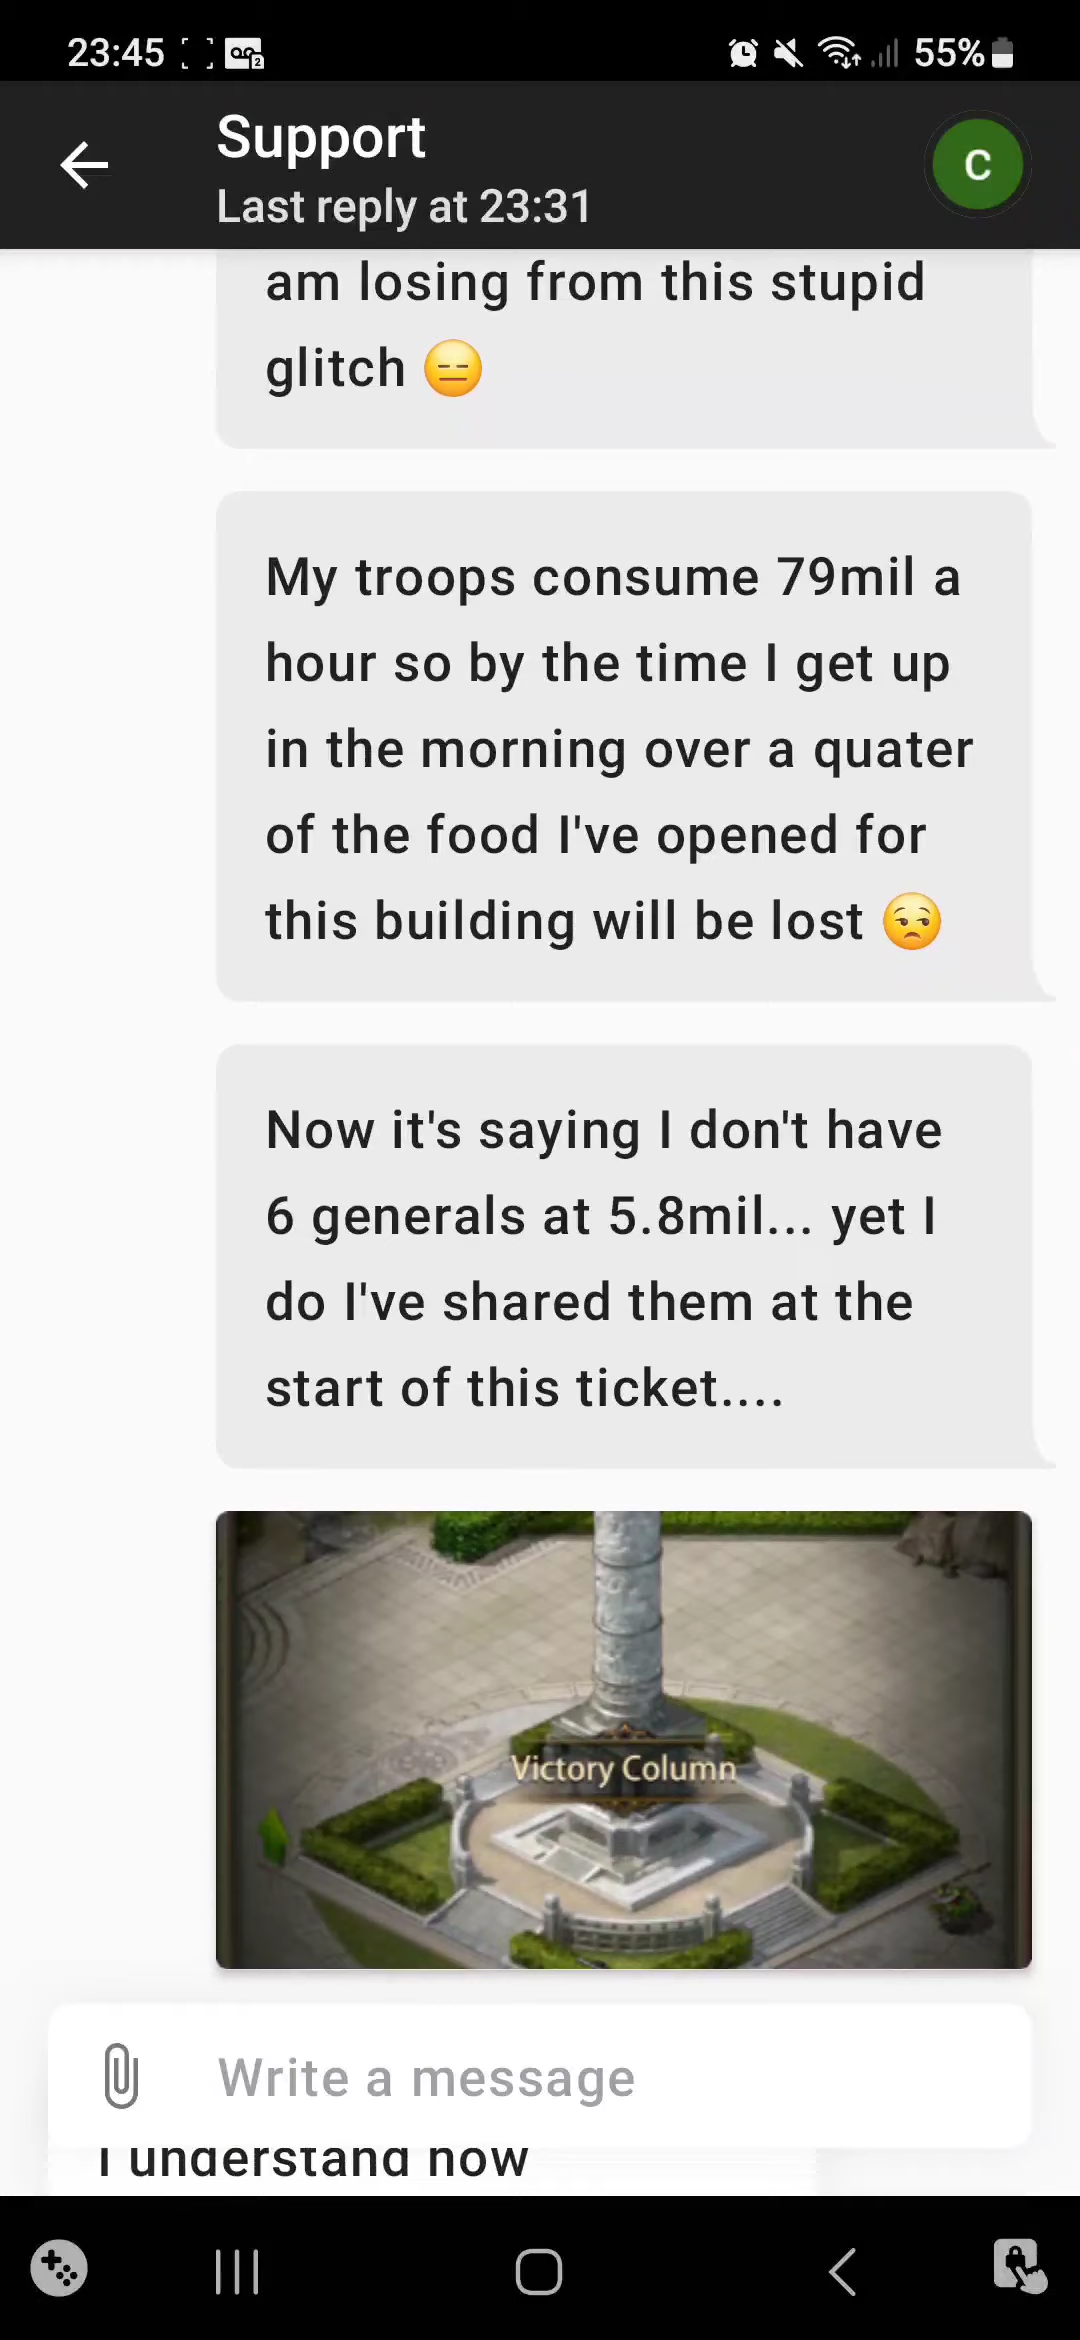 23:45
55%
Support
C
Last reply at 23:31
am losing from this stupid
glitch 😑
My troops consume 79mil a
hour so by the time I get up
in the morning over a quater
of the food I've opened for
this building will be lost 😒
Now it's saying I don't have
6 generals at 5.8mil... yet I
do I've shared them at the
start of this ticket....
Victory Column
Write a message
I understand now